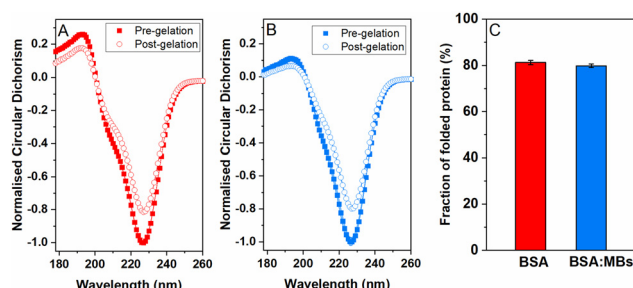 A
Pre-gelation
Post-gelation
Normalised Circular Dichorism
0.2
0.0
-0.2
-0.4
-0.6
-0.8
-1.0
180 200 220 240 260
Wavelength (nm)
B
Pre-gelation
Post-gelation
Normalised Circular Dichorism
0.2
0.0
-0.2
-0.4
-0.6
-0.8
-1.0
180 200 220 240 260
Wavelength (nm)
C
Fraction of folded protein (%)
100
80
60
40
20
0
BSA BSA:MBs